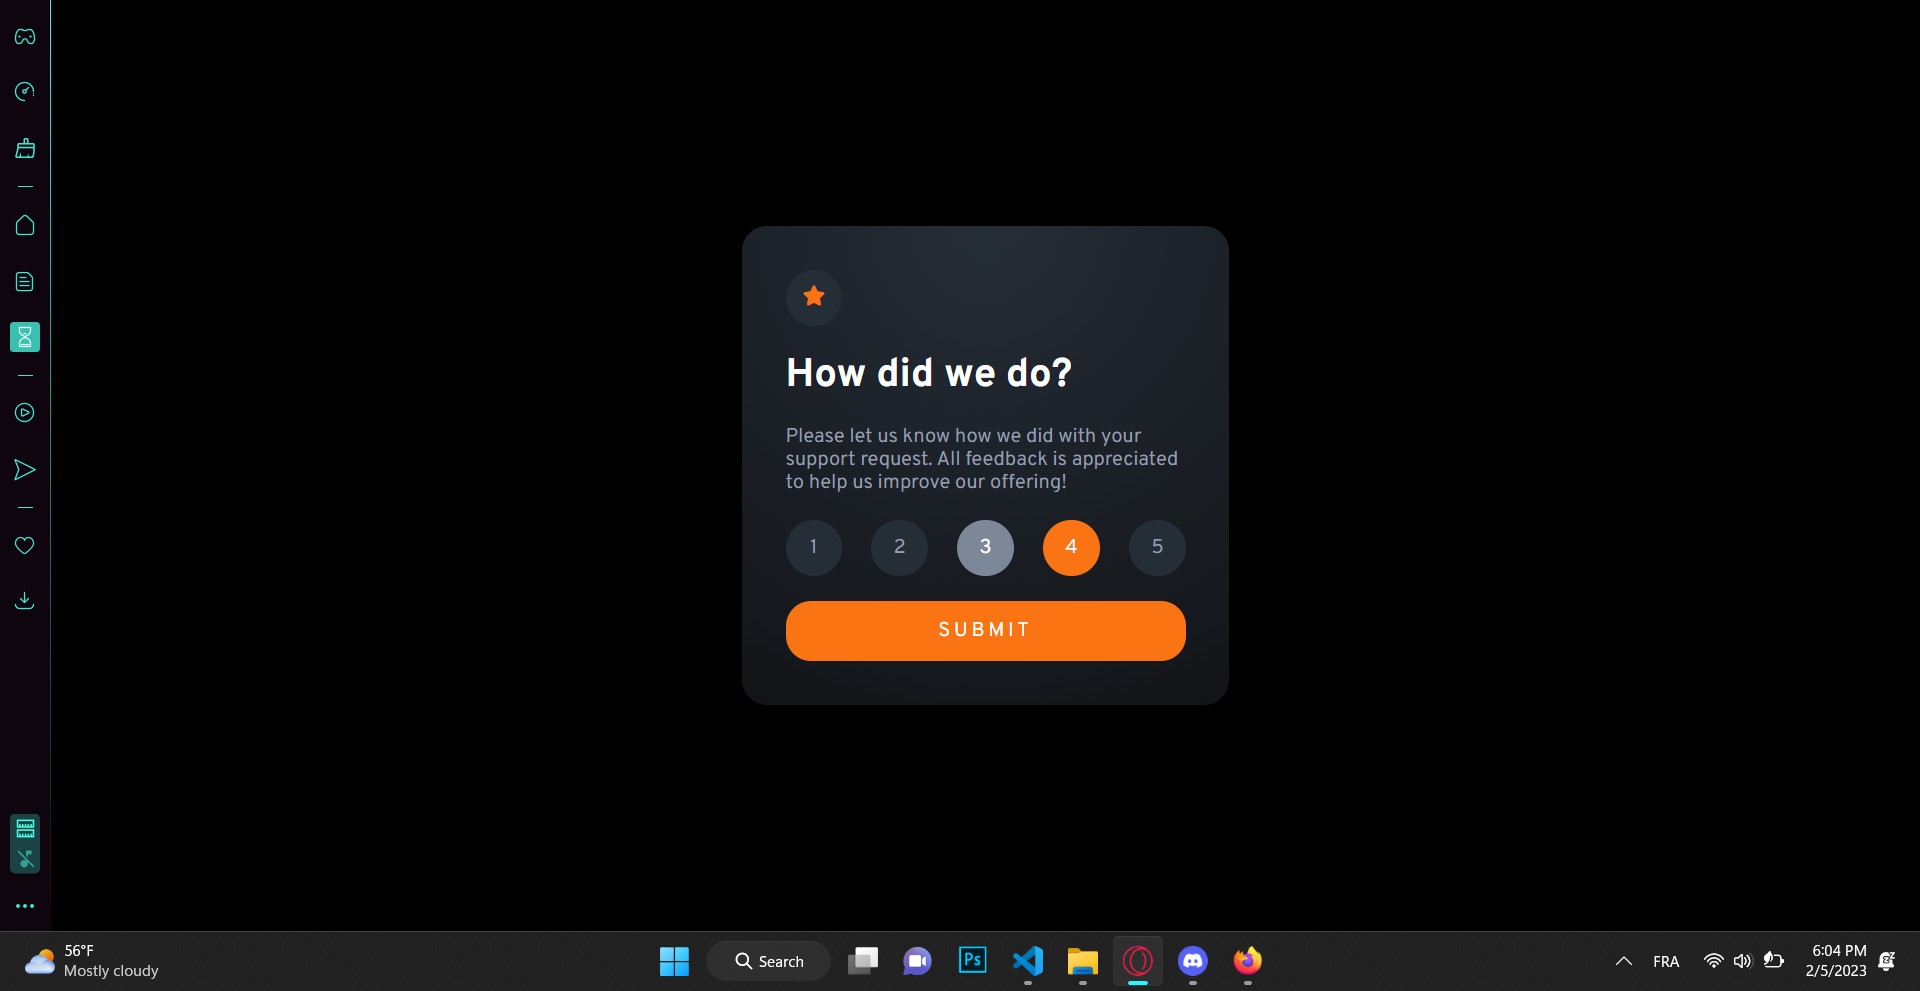 How did we do?
Please let us know how we did with your
support request. All feedback is appreciated
to help us improve our offering!
1 2 3 4 5
SUBMIT
56°F
Mostly cloudy
Search
Ps
FRA
6:04 PM
2/5/2023